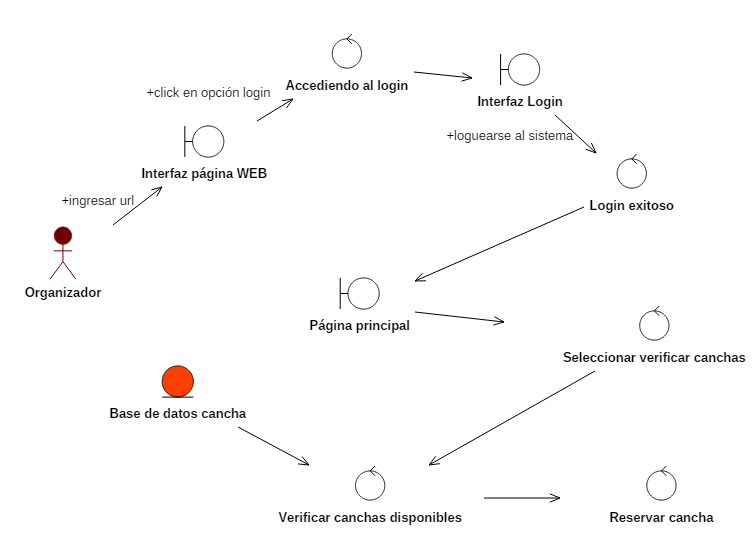 Accediendo al login
+click en opción login
Interfaz Login
+loguearse al sistema
Interfaz página WEB
+ingresar url
Login exitoso
Organizador
Página principal
Seleccionar verificar canchas
Base de datos cancha
Verificar canchas disponibles
Reservar cancha